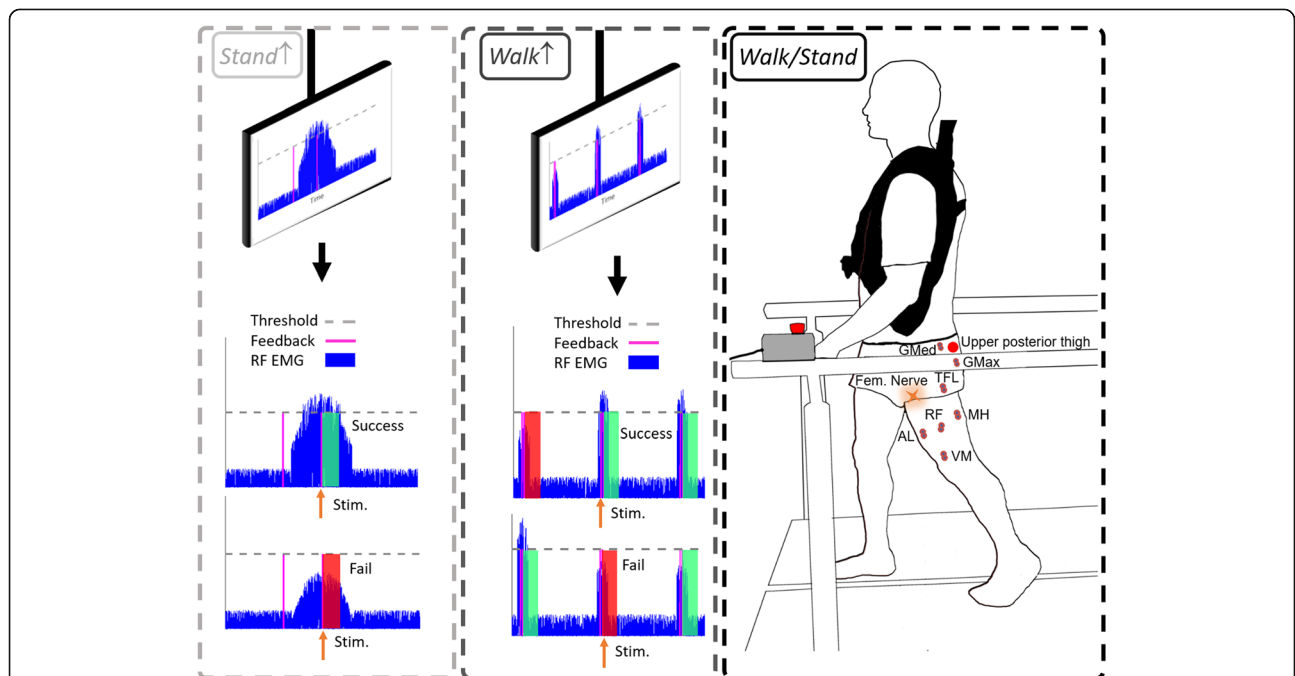 Stand↑
Time
Threshold
Feedback
RF EMG
Success
Stim.
Fail
Stim.
Walk↑
Time
Threshold
Feedback
RF EMG
Success
Stim.
Fail
Stim.
Walk/Stand
GMed
Upper posterior thigh
GMax
Fem. Nerve
TFL
RF
MH
AL
VM